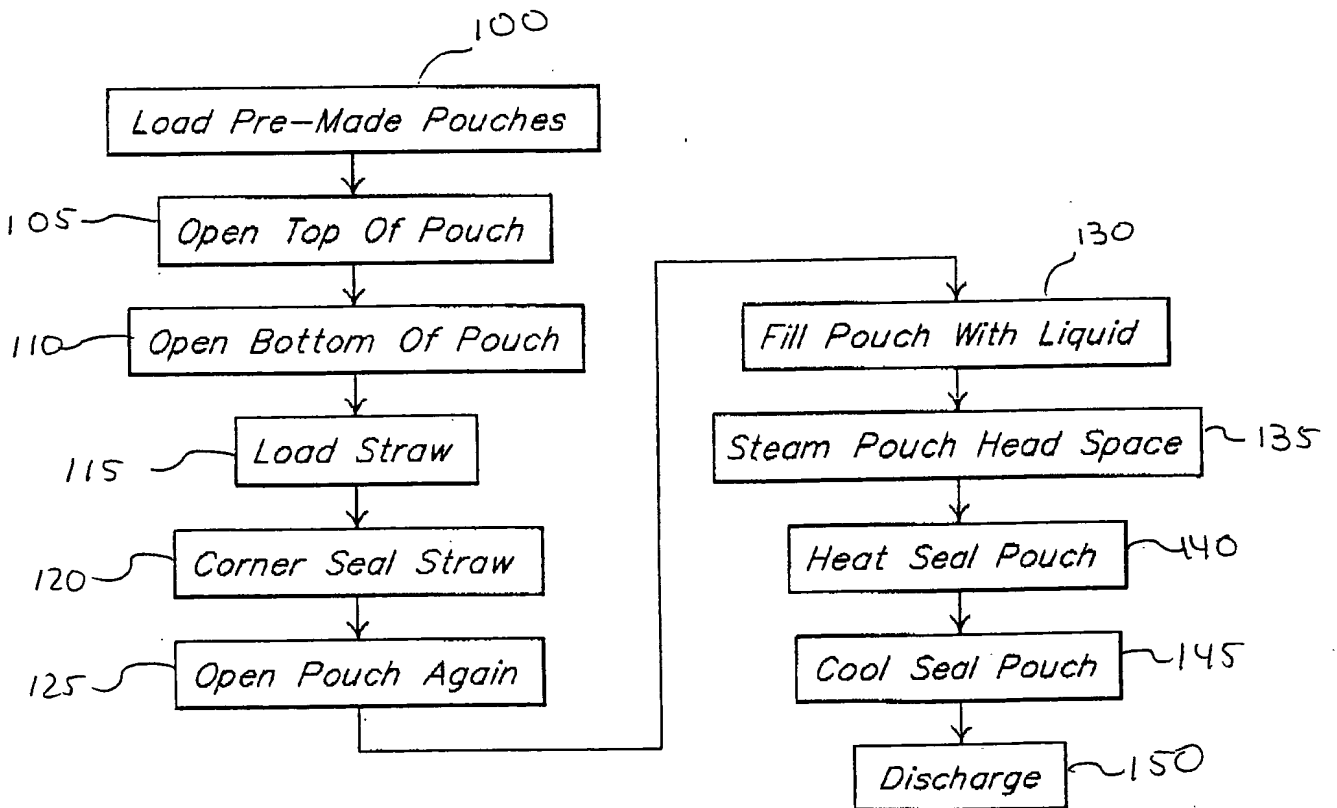 100
Load Pre-Made Pouches
105
Open Top Of Pouch
110
Open Bottom Of Pouch
115
Load Straw
120
Corner Seal Straw
125
Open Pouch Again
130
Fill Pouch With Liquid
Steam Pouch Head Space
135
Heat Seal Pouch
140
Cool Seal Pouch
145
Discharge
150